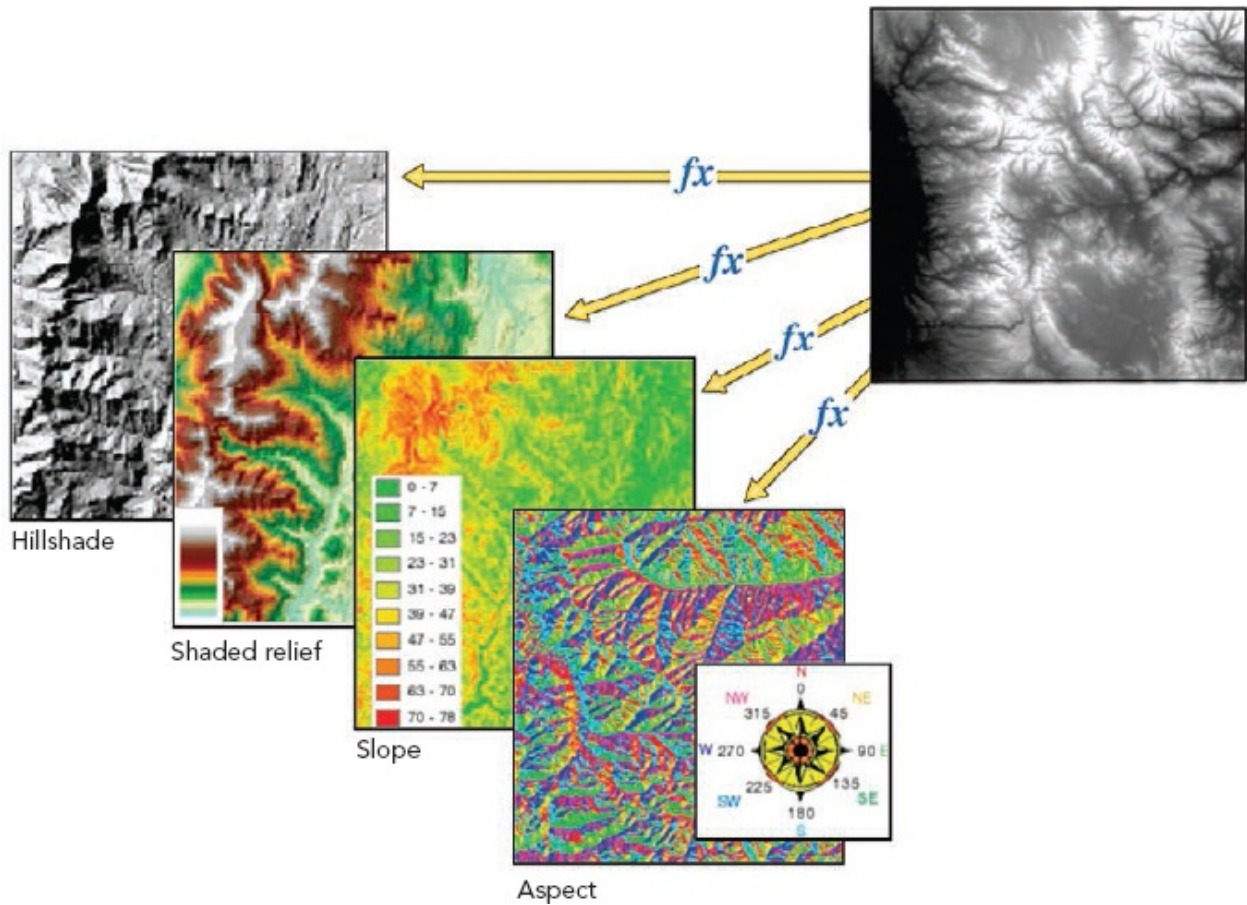 fx
fx
fx
fx
Hillshade
Shaded relief
0 - 7
7 - 15
15 - 23
23 - 31
31 - 39
39 - 47
47 - 55
55 - 63
63 - 70
70 - 78
Slope
N
0
NW NE
315 45
W 270 90 E
225 135
SW SE
180
S
Aspect